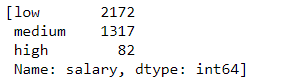 [low       2172
 medium    1317
 high        82
 Name: salary, dtype: int64]